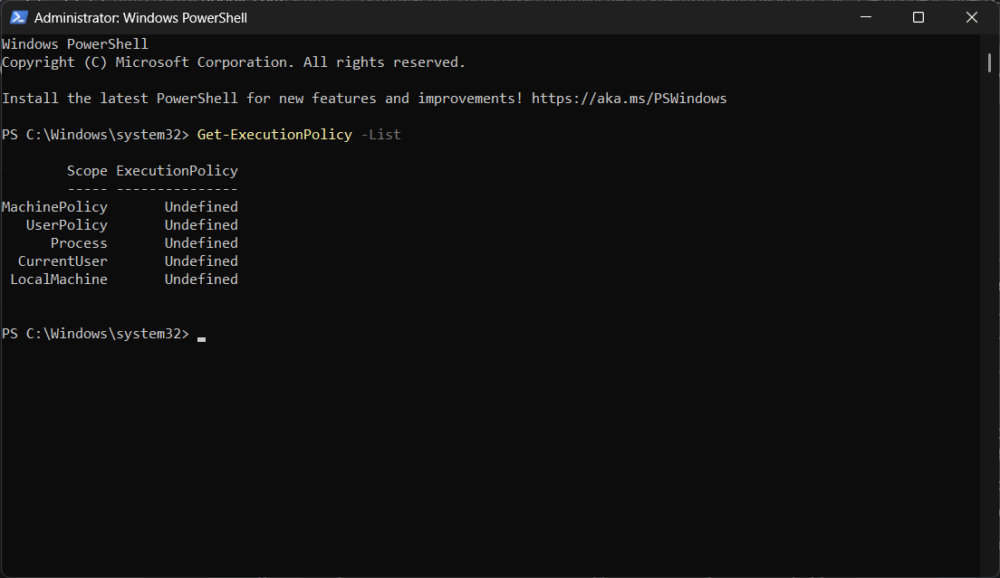 Administrator: Windows PowerShell
Windows PowerShell
Copyright (C) Microsoft Corporation. All rights reserved.
Install the latest PowerShell for new features and improvements! https://aka.ms/PSWindows
PS C:\Windows\system32> Get-ExecutionPolicy -List
        Scope ExecutionPolicy
        ----- ---------------
MachinePolicy       Undefined
   UserPolicy       Undefined
      Process       Undefined
  CurrentUser       Undefined
 LocalMachine       Undefined
PS C:\Windows\system32>